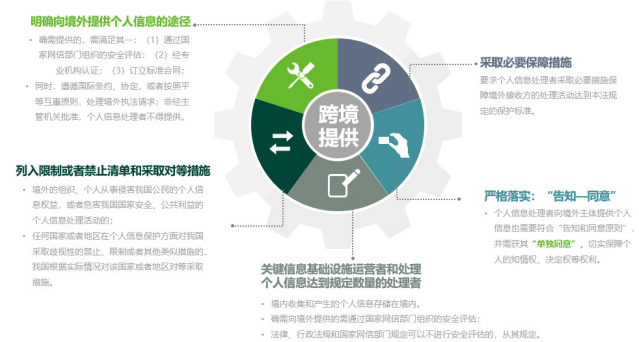 明确向境外提供个人信息的途径
• 确需提供的，需满足其一：（1）通过国
家网信部门组织的安全评估；（2）经专
业机构认证；（3）订立标准合同；
• 同时，遵循国际条约、协定，或者按照平
等互惠原则，处理境外执法请求；非经主
管机关批准，个人信息处理者不得提供。
采取必要保障措施
要求个人信息处理者采取必要措施保
障境外接收方的处理活动达到本法规
定的保护标准。
跨境
提供
列入限制或者禁止清单和采取对等措施
• 境外的组织、个人从事侵害我国公民的个人信
息权益，或者危害我国国家安全、公共利益的
个人信息处理活动的；
• 任何国家或者地区在个人信息保护方面对我国
采取歧视性的禁止、限制或者其他类似措施的，
我国根据实际情况对该国家或者地区对等采取
措施。
严格落实：“告知—同意”
• 个人信息处理者向境外主体提供个人
信息也需要符合“告知和同意原则”，
并需获其“单独同意”，切实保障个
人的知情权、决定权等权利。
关键信息基础设施运营者和处理
个人信息达到规定数量的处理者
• 境内收集和产生的个人信息存储在境内。
• 确需向境外提供的需通过国家网信部门组织的安全评估；
• 法律、行政法规和国家网信部门规定可以不进行安全评估的，从其规定。